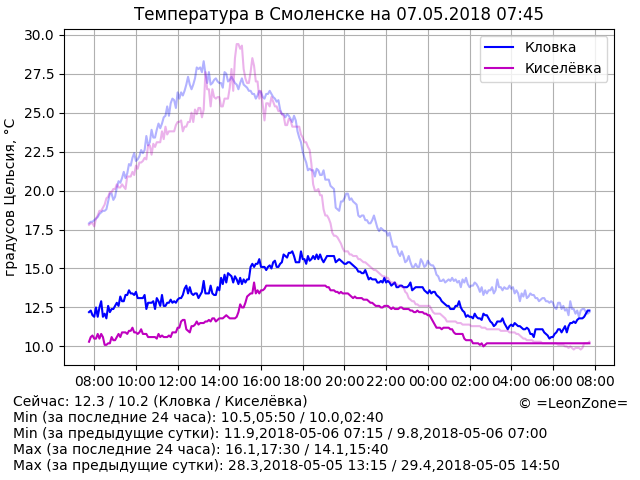 Температура в Смоленске на 07.05.2018 07:45
градусов Цельсия, °C
30.0
27.5
25.0
22.5
20.0
17.5
15.0
12.5
10.0
Кловка
Киселёвка
08:00 10:00 12:00 14:00 16:00 18:00 20:00 22:00 00:00 02:00 04:00 06:00 08:00
© =LeonZone=
Сейчас: 12.3 / 10.2 (Кловка / Киселёвка)
Min (за последние 24 часа): 10.5,05:50 / 10.0,02:40
Min (за предыдущие сутки): 11.9,2018-05-06 07:15 / 9.8,2018-05-06 07:00
Max (за последние 24 часа): 16.1,17:30 / 14.1,15:40
Max (за предыдущие сутки): 28.3,2018-05-05 13:15 / 29.4,2018-05-05 14:50